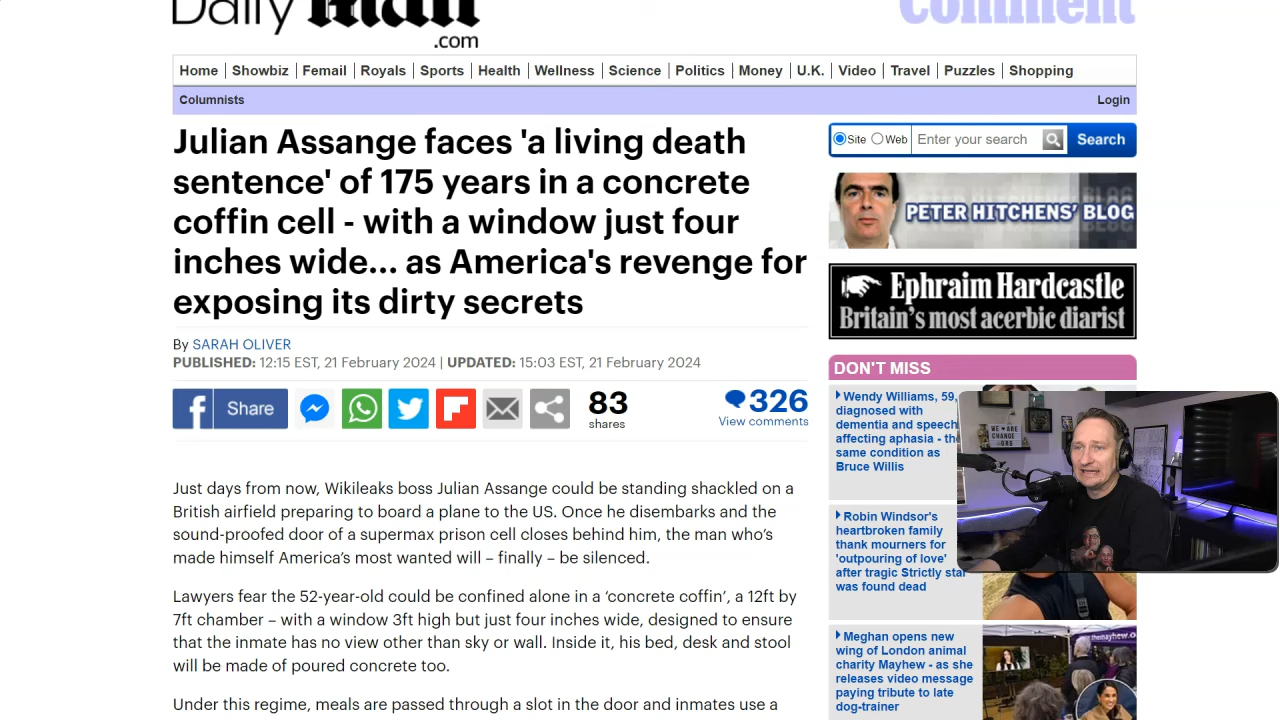 Daily Mail
.com
Comment
Home Showbiz Femail Royals Sports Health Wellness Science Politics Money U.K. Video Travel Puzzles Shopping
Columnists
Login
Julian Assange faces 'a living death
sentence' of 175 years in a concrete
coffin cell - with a window just four
inches wide... as America's revenge for
exposing its dirty secrets
By SARAH OLIVER
PUBLISHED: 12:15 EST, 21 February 2024 | UPDATED: 15:03 EST, 21 February 2024
Share
83
shares
326
View comments
Just days from now, Wikileaks boss Julian Assange could be standing shackled on a
British airfield preparing to board a plane to the US. Once he disembarks and the
sound-proofed door of a supermax prison cell closes behind him, the man who's
made himself America's most wanted will – finally – be silenced.
Lawyers fear the 52-year-old could be confined alone in a 'concrete coffin', a 12ft by
7ft chamber – with a window 3ft high but just four inches wide, designed to ensure
that the inmate has no view other than sky or wall. Inside it, his bed, desk and stool
will be made of poured concrete too.
Under this regime, meals are passed through a slot in the door and inmates use a
Site Web Enter your search Search
PETER HITCHENS' BLOG
Ephraim Hardcastle
Britain's most acerbic diarist
DON'T MISS
Wendy Williams, 59,
diagnosed with
dementia and speech
affecting aphasia - the
same condition as
Bruce Willis
Robin Windsor's
heartbroken family
thank mourners for
'outpouring of love'
after tragic Strictly star
was found dead
Meghan opens new
wing of London animal
charity Mayhew - as she
releases video message
paying tribute to late
dog-trainer
WE ARE
CHANGE